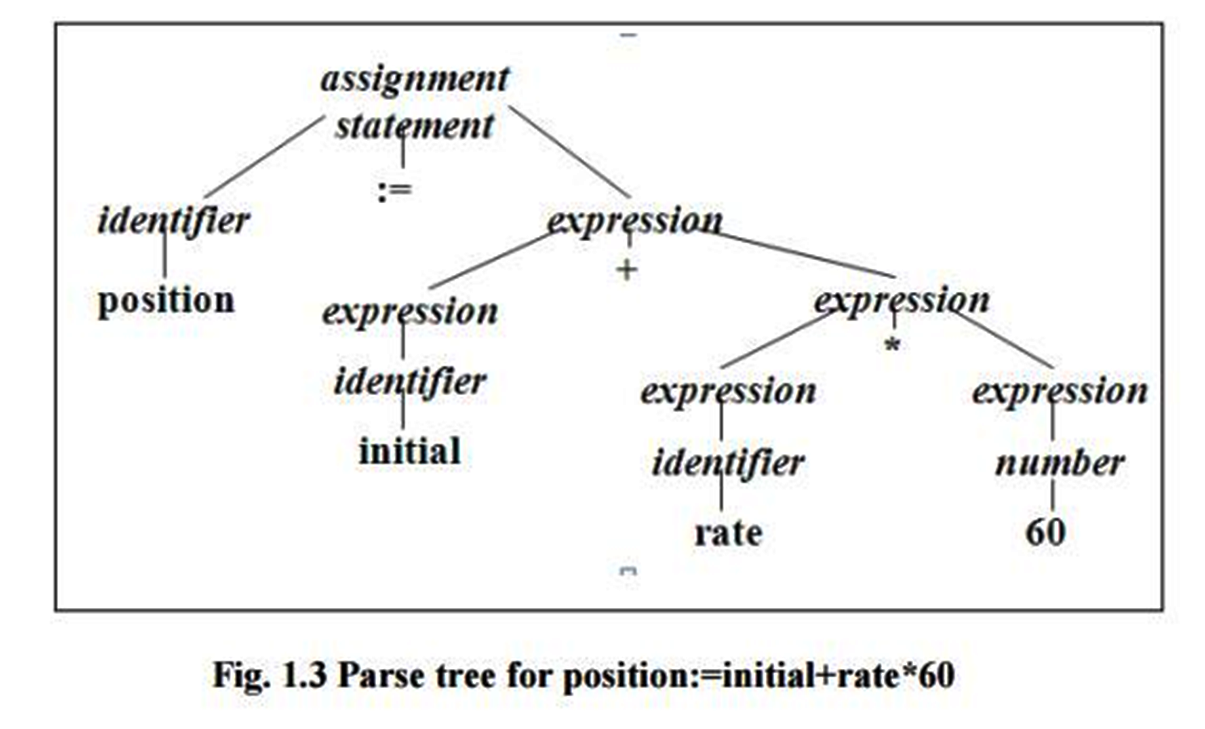 assignment
statement
:=
identifier
expression
position
+
expression
expression
*
identifier
expression
expression
initial
identifier
number
rate
60
Fig. 1.3 Parse tree for position:=initial+rate*60